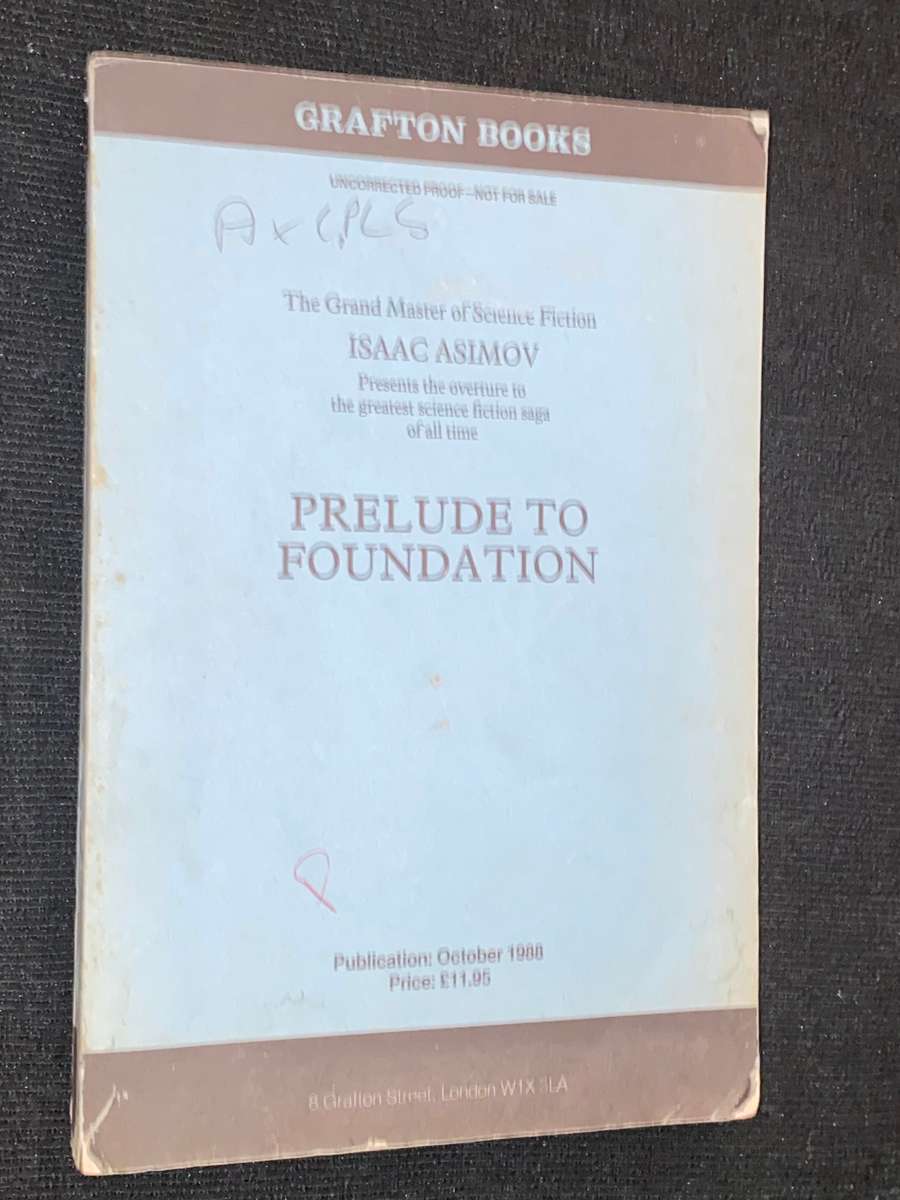 GRAFTON BOOKS
UNCORRECTED PROOF—NOT FOR SALE
The Grand Master of Science Fiction
ISAAC ASIMOV
Presents the overture to
the greatest science fiction saga
of all time
PRELUDE TO
FOUNDATION
Publication: October 1988
Price: £11.95
8 Grafton Street, London W1X 3LA